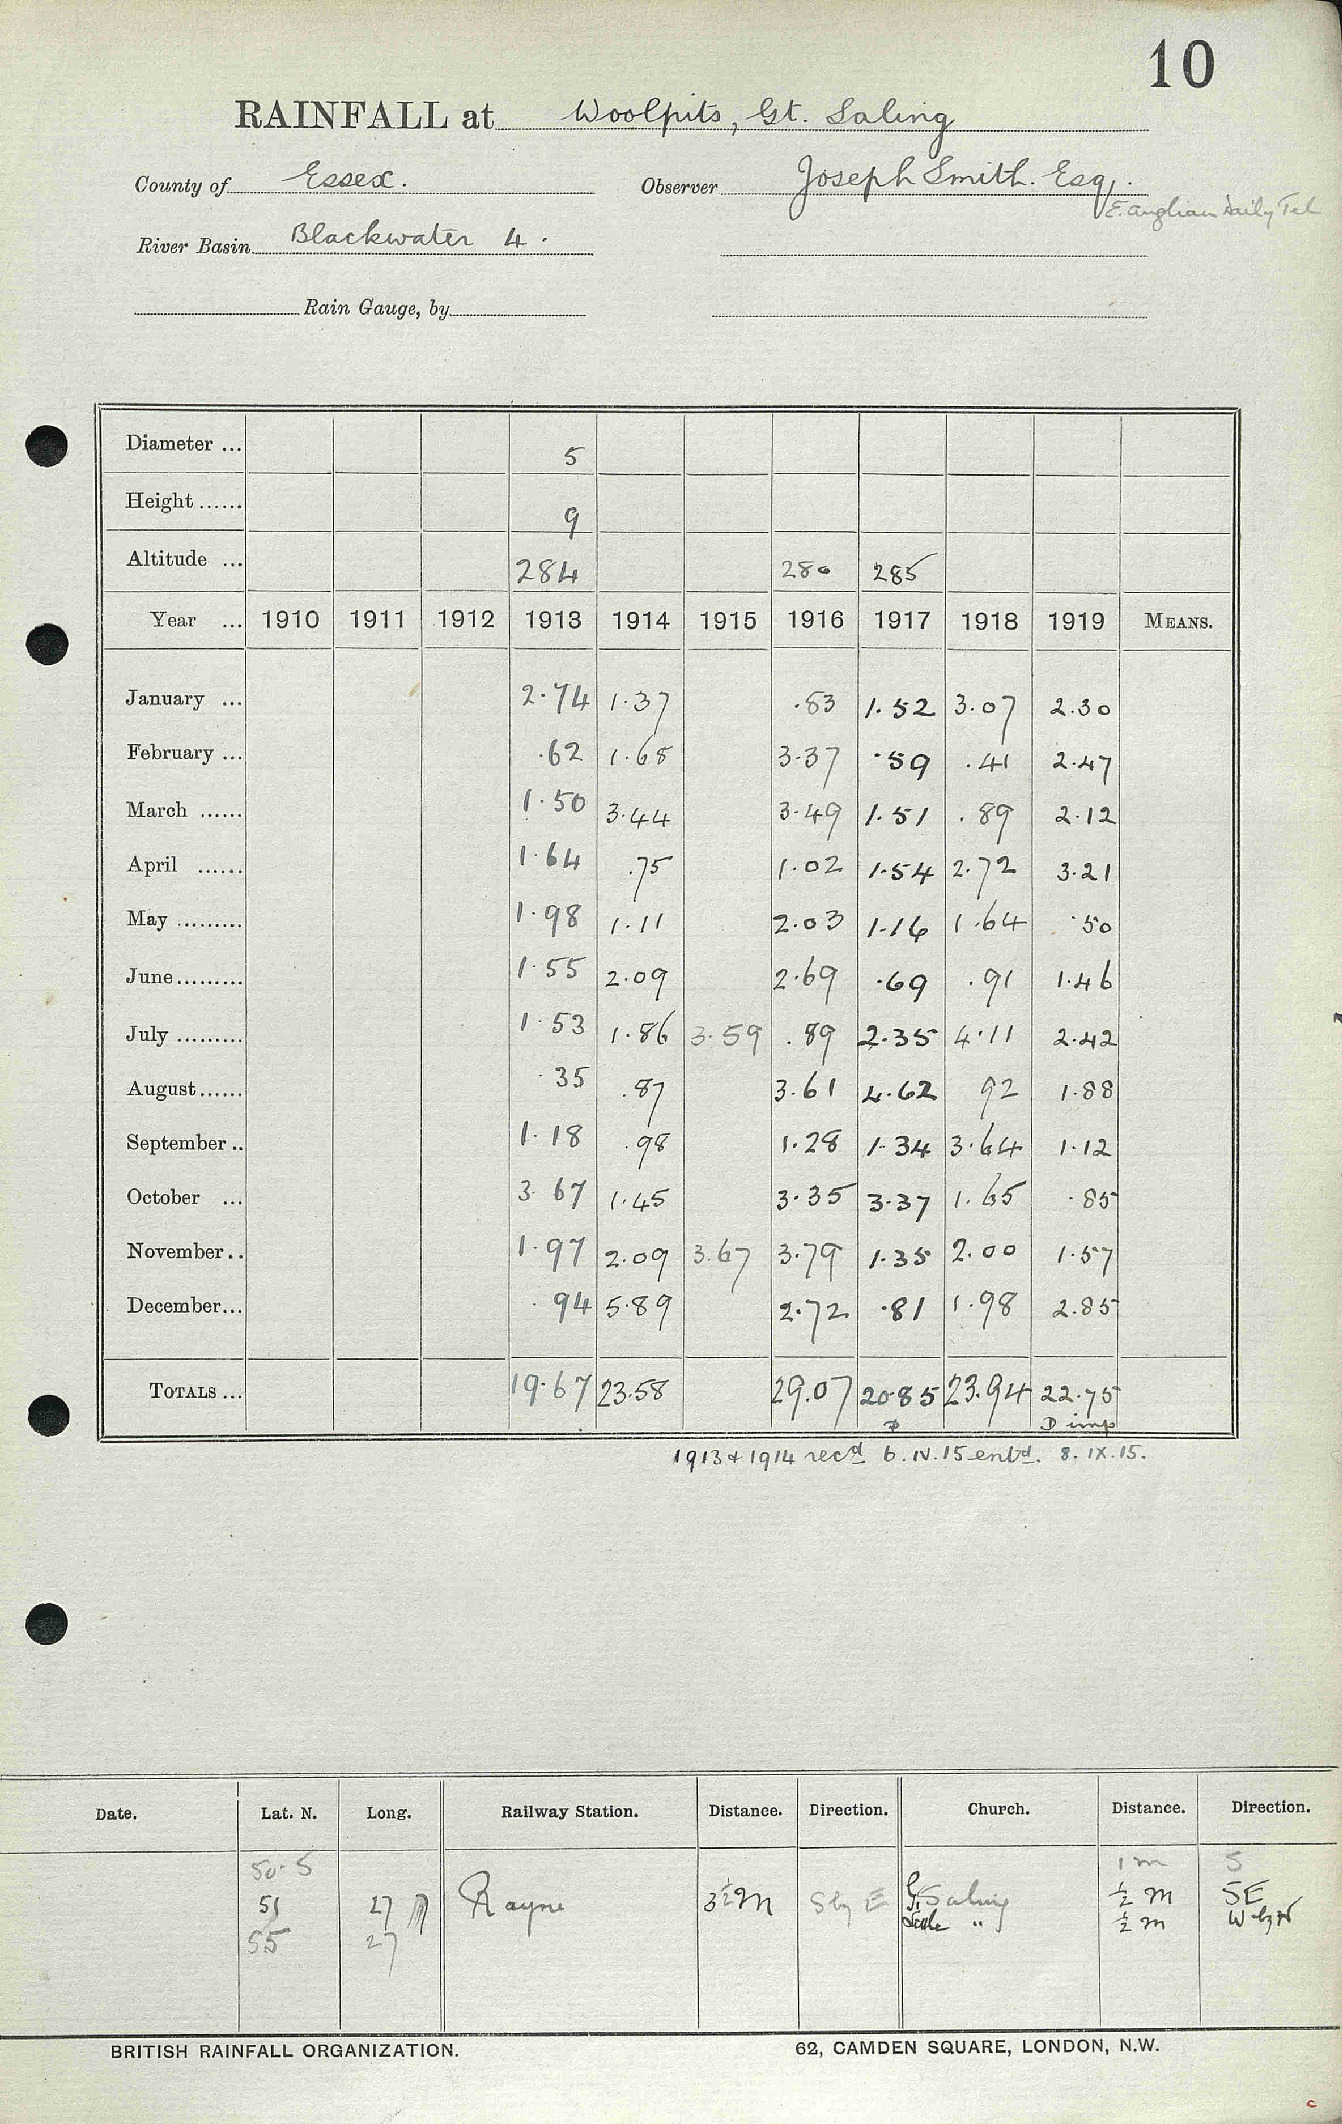 10
RAINFALL at Woolpits, Gt. Saling
County of Essex. Observer Joseph Smith. Esq.
E. Anglian Daily Tel
River Basin Blackwater 4.
Rain Gauge, by
Diameter ... 5
Height ...... 9
Altitude ... 284 280 285
Year ... 1910 1911 1912 1913 1914 1915 1916 1917 1918 1919 MEANS.
January ... 2.74 1.37 .83 1.52 3.07 2.30
February ... .62 1.68 3.37 .59 .41 2.47
March ...... 1.50 3.44 3.49 1.51 .89 2.12
April ...... 1.64 .75 1.02 1.54 2.72 3.21
May ......... 1.98 1.11 2.03 1.16 1.64 .50
June......... 1.55 2.09 2.69 .69 .91 1.46
July ......... 1.53 1.86 3.59 .89 2.35 4.11 2.42
August...... .35 .87 3.61 4.62 92 1.88
September.. 1.18 .98 1.28 1.34 3.64 1.12
October ... 3.67 1.45 3.35 3.37 1.65 .85
November.. 1.97 2.09 3.67 3.79 1.35 2.00 1.57
December... .94 5.89 2.72 .81 1.98 2.85
TOTALS ... 19.67 23.58 29.07 20.85 23.94 22.75
D imp
1913 & 1914 recd 6.IV.15 entd. 8.IX.15.
Date. Lat. N. Long. Railway Station. Distance. Direction. Church. Distance. Direction.
50.5 1 m S
51 27 Rayne 3½ m S by E Gt. Saling ½ m SE
55 27 Little " ½ m W by N
BRITISH RAINFALL ORGANIZATION. 62, CAMDEN SQUARE, LONDON, N.W.
c